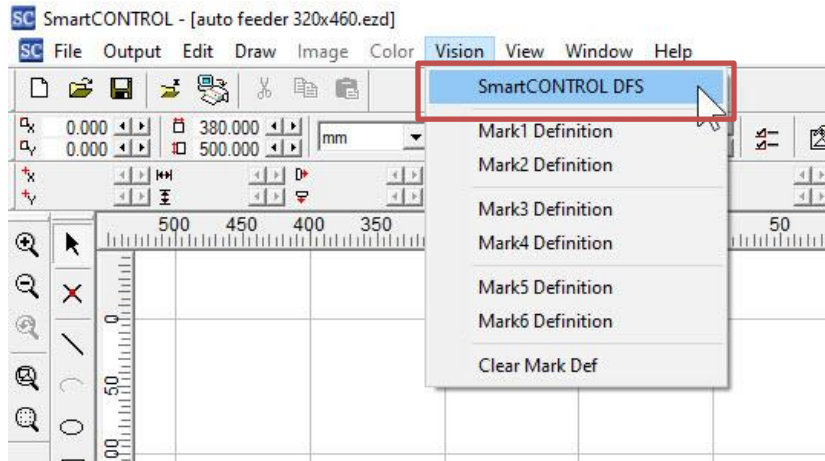 SC SmartCONTROL - [auto feeder 320x460.ezd]
SC File Output Edit Draw Image Color Vision View Window Help
SmartCONTROL DFS
0.000 380.000 mm
0.000 500.000
Mark1 Definition
Mark2 Definition
Mark3 Definition
Mark4 Definition
Mark5 Definition
Mark6 Definition
Clear Mark Def
500 450 400 350 50
0
50